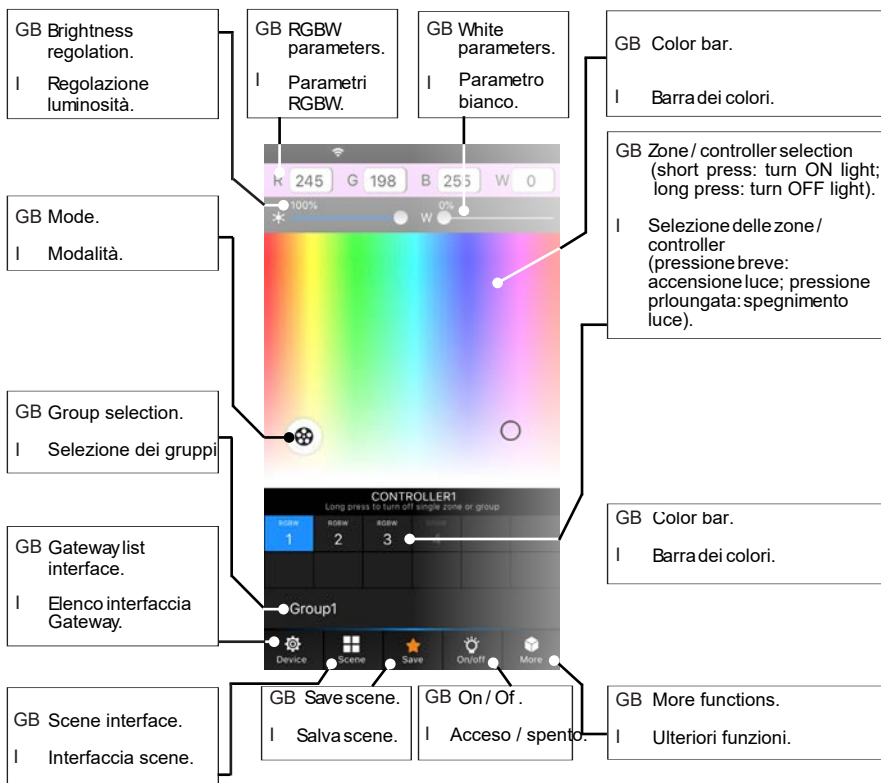 GB Brightness
regolation.
I Regolazione
luminosità.
GB RGBW
parameters.
I Parametri
RGBW.
GB White
parameters.
I Parametro
bianco.
GB Color bar.
I Barra dei colori.
GB Zone / controller selection
(short press: turn ON light;
long press: turn OFF light).
I Selezione delle zone /
controller
(pressione breve:
accensione luce; pressione
prloungata: spegnimento
luce).
R 245 G 198 B 255 W 0
100% 0%
W
GB Mode.
I Modalità.
GB Group selection.
I Selezione dei gruppi
CONTROLLER1
Long press to turn off single zone or group
RGBW RGBW RGBW RGBW
1 2 3 4
Group1
GB Gateway list
interface.
I Elenco interfaccia
Gateway.
GB Color bar.
I Barra dei colori.
Device Scene Save On/off More
GB Scene interface.
I Interfaccia scene.
GB Save scene.
I Salva scene.
GB On / Of .
I Acceso / spento.
GB More functions.
I Ulteriori funzioni.